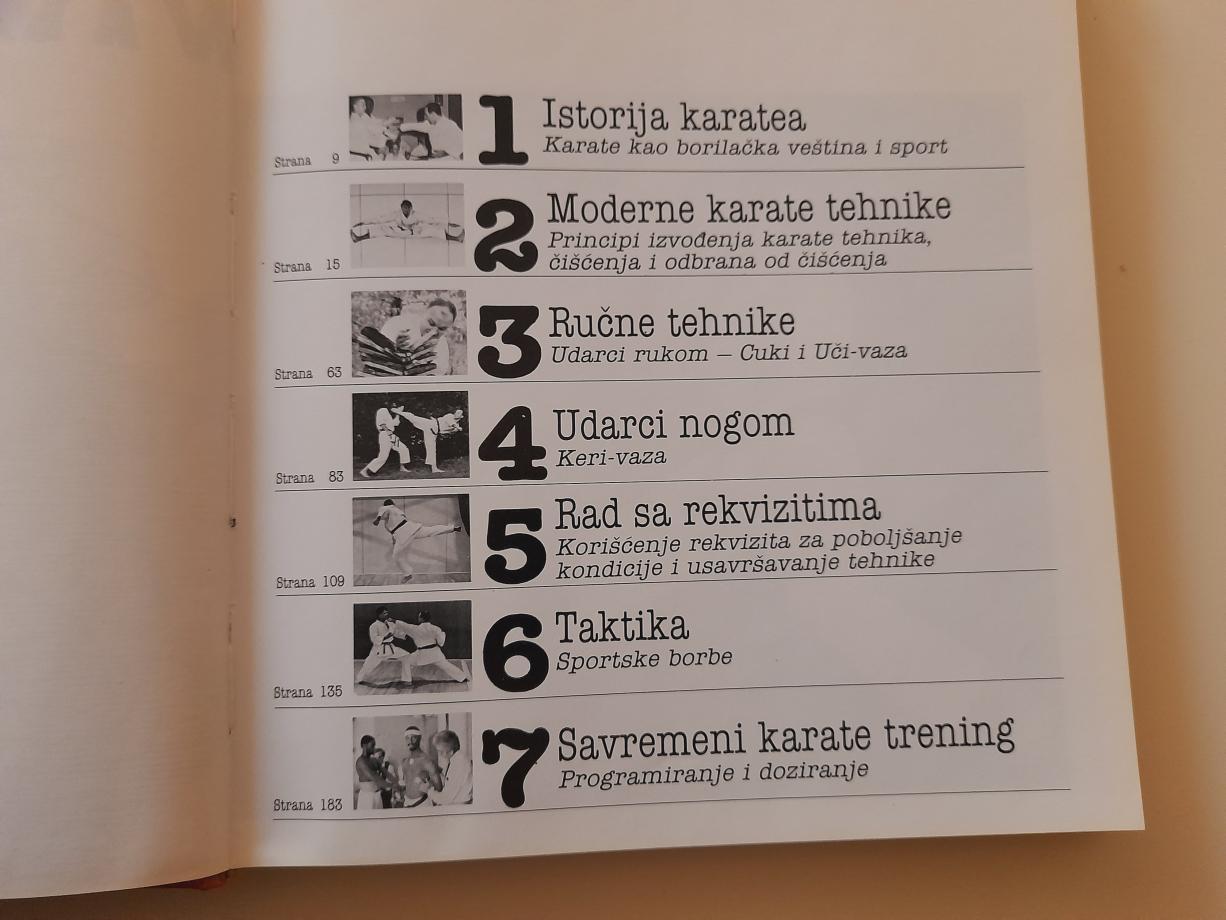 Strana 9
1 Istorija karatea
Karate kao borilačka veština i sport
Strana 15
2 Moderne karate tehnike
Principi izvođenja karate tehnika,
čišćenja i odbrana od čišćenja
Strana 63
3 Ručne tehnike
Udarci rukom – Cuki i Uči-vaza
Strana 83
4 Udarci nogom
Keri-vaza
Strana 109
5 Rad sa rekvizitima
Korišćenje rekvizita za poboljšanje
kondicije i usavršavanje tehnike
Strana 135
6 Taktika
Sportske borbe
Strana 183
7 Savremeni karate trening
Programiranje i doziranje